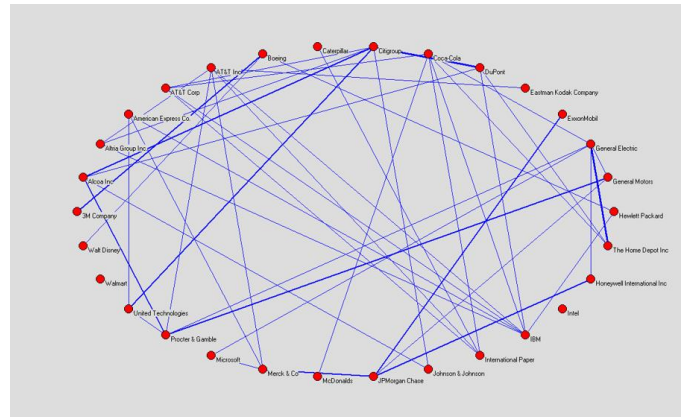 Caterpillar
Citigroup
Boeing
Coca-Cola
AT&T Inc
DuPont
AT&T Corp
Eastman Kodak Company
American Express Co.
ExxonMobil
Altria Group Inc
General Electric
Alcoa Inc
General Motors
3M Company
Hewlett Packard
Walt Disney
The Home Depot Inc
Walmart
Honeywell International Inc
United Technologies
Intel
Procter & Gamble
IBM
Microsoft
International Paper
Merck & Co
Johnson & Johnson
McDonalds
JPMorgan Chase